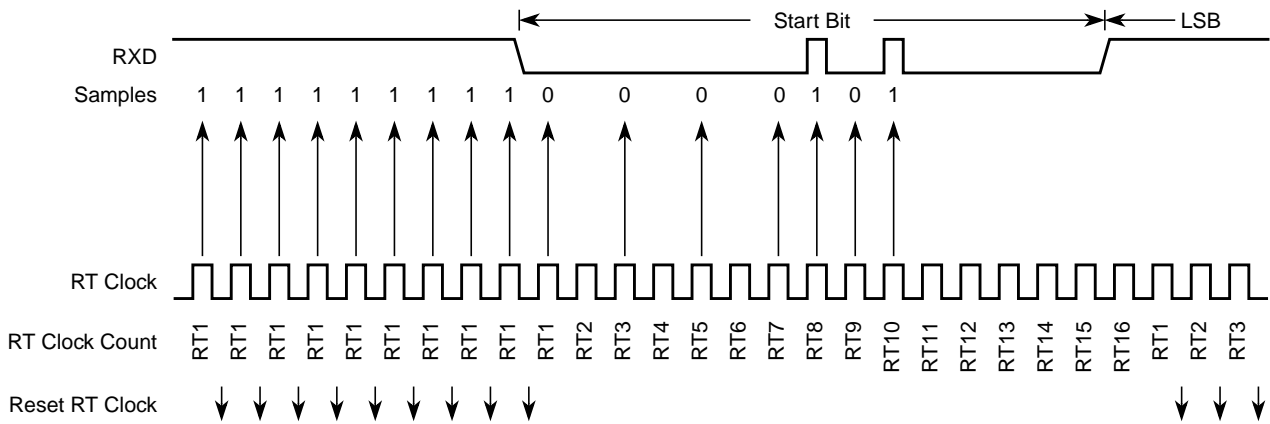 Start Bit LSB
RXD
Samples 1 1 1 1 1 1 1 1 1 0 0 0 0 1 0 1
RT Clock
RT Clock Count RT1 RT1 RT1 RT1 RT1 RT1 RT1 RT1 RT1 RT1 RT2 RT3 RT4 RT5 RT6 RT7 RT8 RT9 RT10 RT11 RT12 RT13 RT14 RT15 RT16 RT1 RT2 RT3
Reset RT Clock